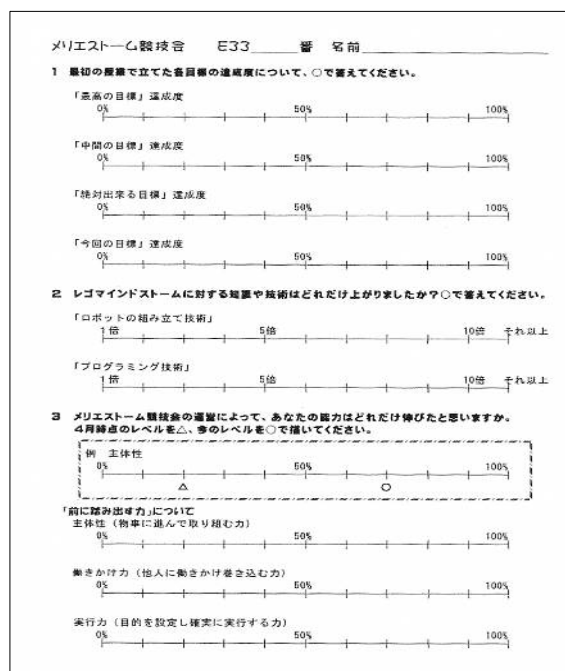 メリエストーム競技会 E33____番 名前____________
1 最初の授業で立てた各目標の達成度について、○で答えてください。
「最高の目標」達成度
0% 50% 100%
「中間の目標」達成度
0% 50% 100%
「絶対出来る目標」達成度
0% 50% 100%
「今回の目標」達成度
0% 50% 100%
2 レゴマインドストームに対する知識や技術はどれだけ上がりましたか？○で答えてください。
「ロボットの組み立て技術」
1倍 5倍 10倍 それ以上
「プログラミング技術」
1倍 5倍 10倍 それ以上
3 メリエストーム競技会の運営によって、あなたの能力はどれだけ伸びたと思いますか。
4月時点のレベルを△、今のレベルを○で描いてください。
例 主体性
0% 50% 100%
△ ○
「前に踏み出す力」について
主体性（物事に進んで取り組む力）
0% 50% 100%
働きかけ力（他人に働きかけ巻き込む力）
0% 50% 100%
実行力（目的を設定し確実に実行する力）
0% 50% 100%